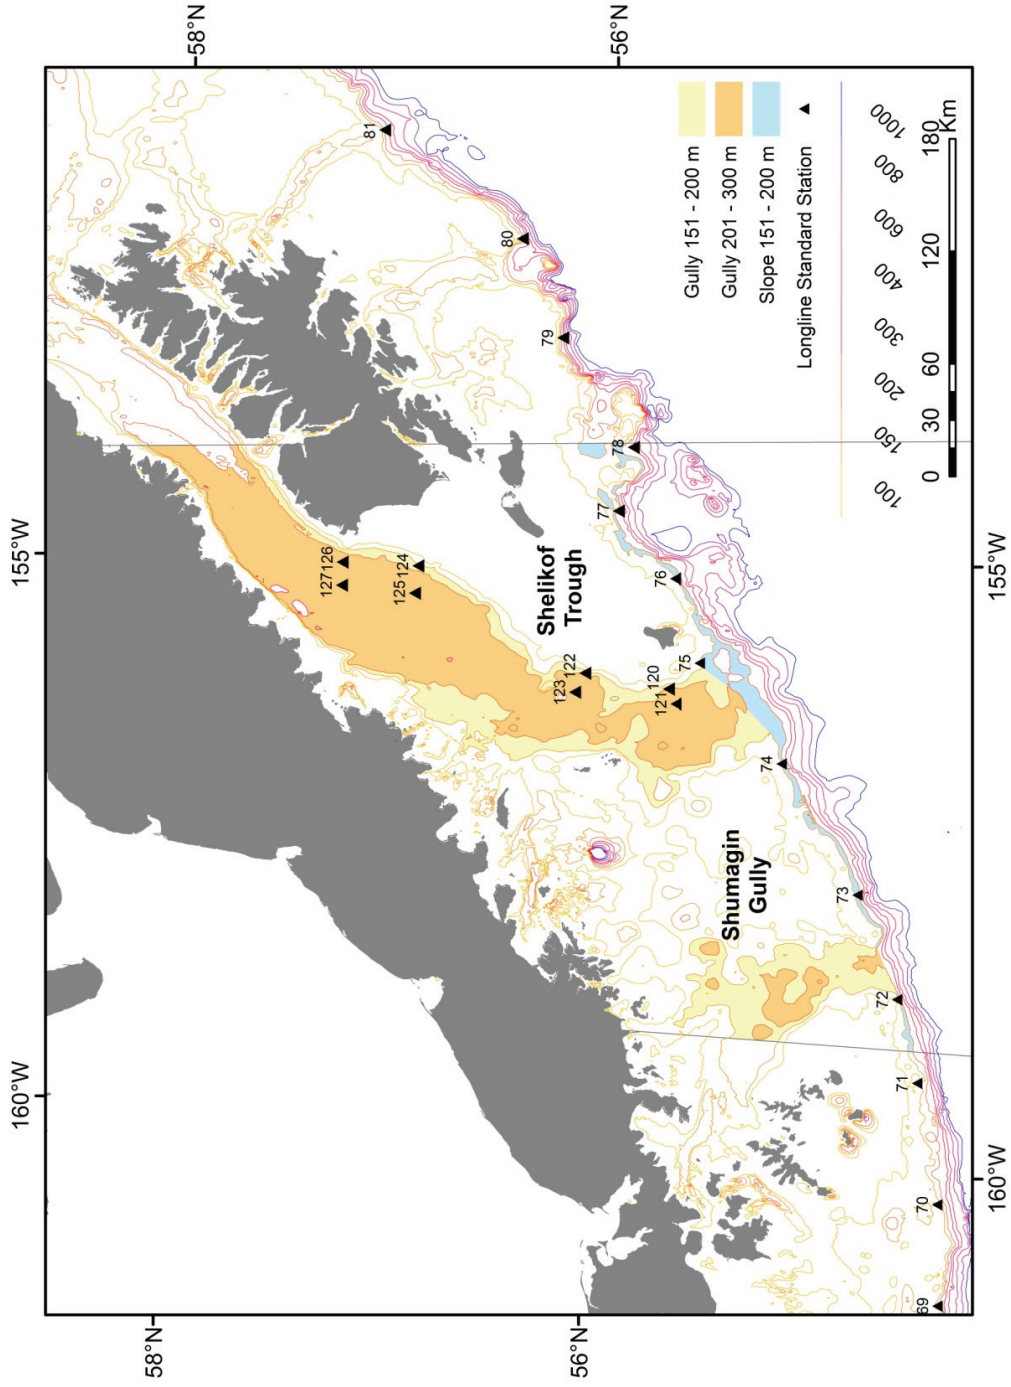 160°W
155°W
58°N
58°N
56°N
56°N
160°W
155°W
81
80
79
78
77
76
75
74
73
72
71
70
69
127
126
125
124
123
122
121
120
Shelikof
Trough
Shumagin
Gully
Gully 151 - 200 m
Gully 201 - 300 m
Slope 151 - 200 m
Longline Standard Station
100
150
200
300
400
600
800
1000
0
30
60
120
180
Km